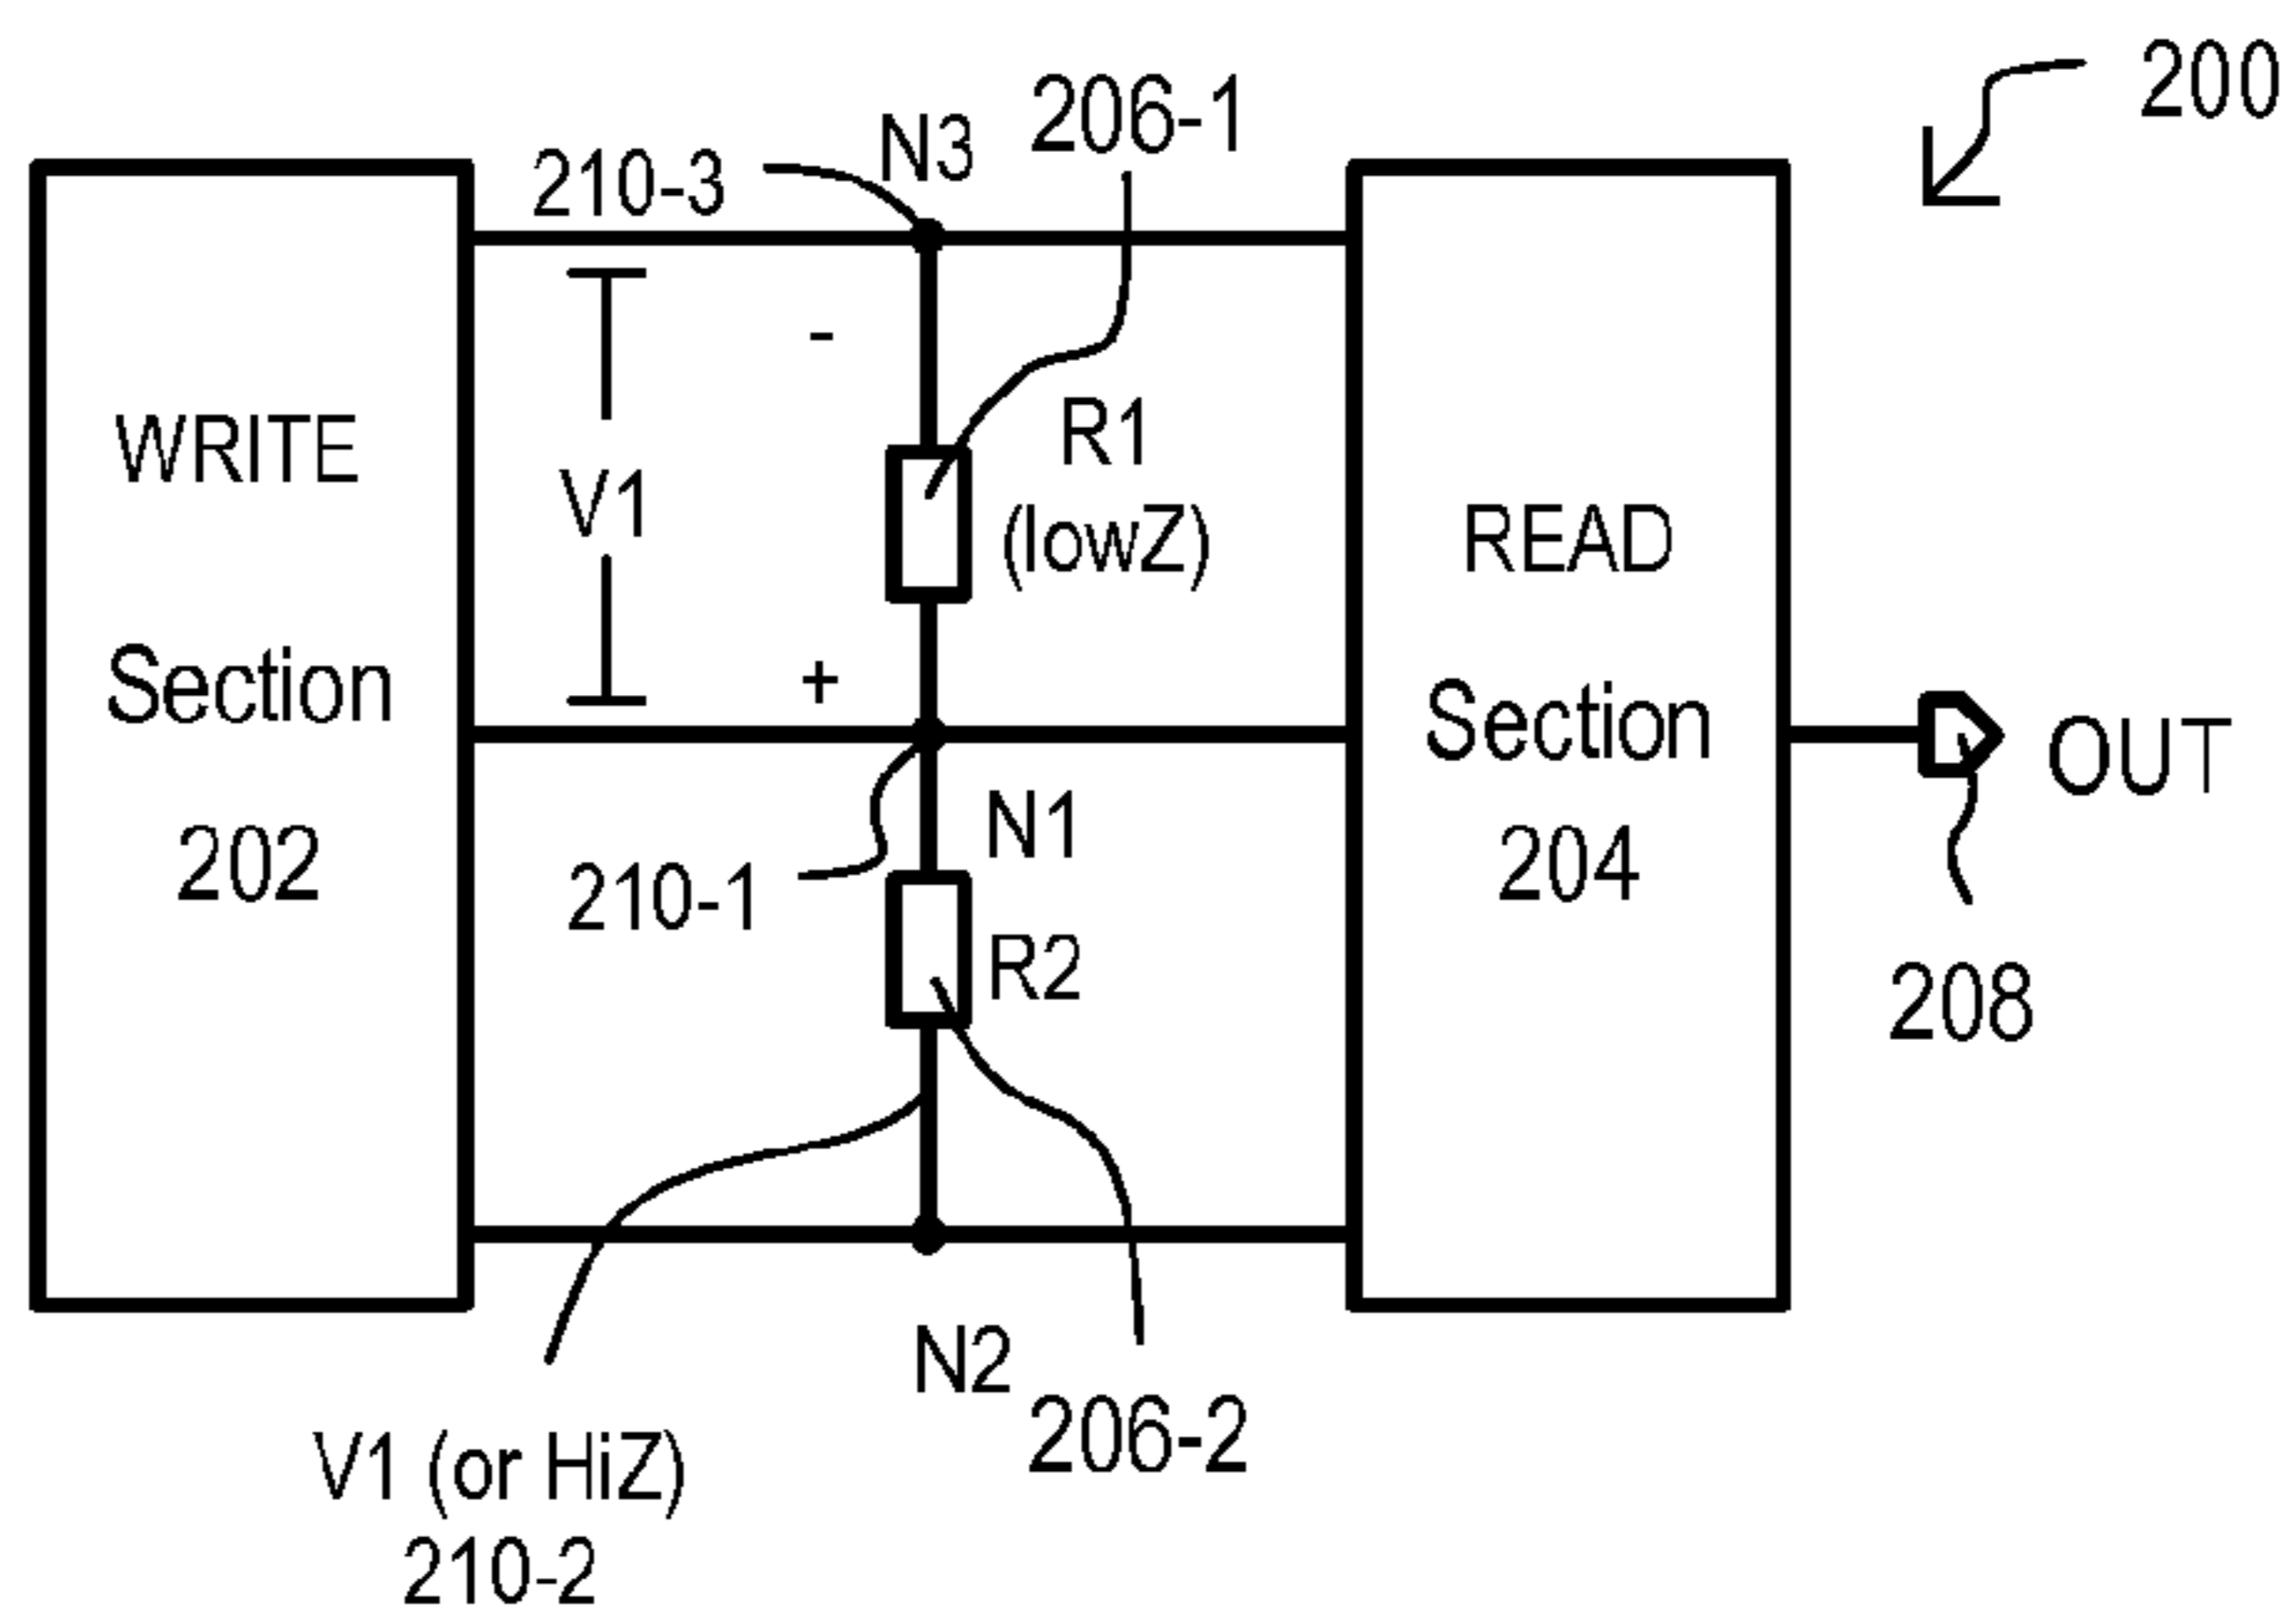 200
206-1
N3
210-3
-
WRITE
Section
202
V1
R1
(lowZ)
READ
Section
204
+
OUT
N1
210-1
R2
208
N2
206-2
V1 (or HiZ)
210-2